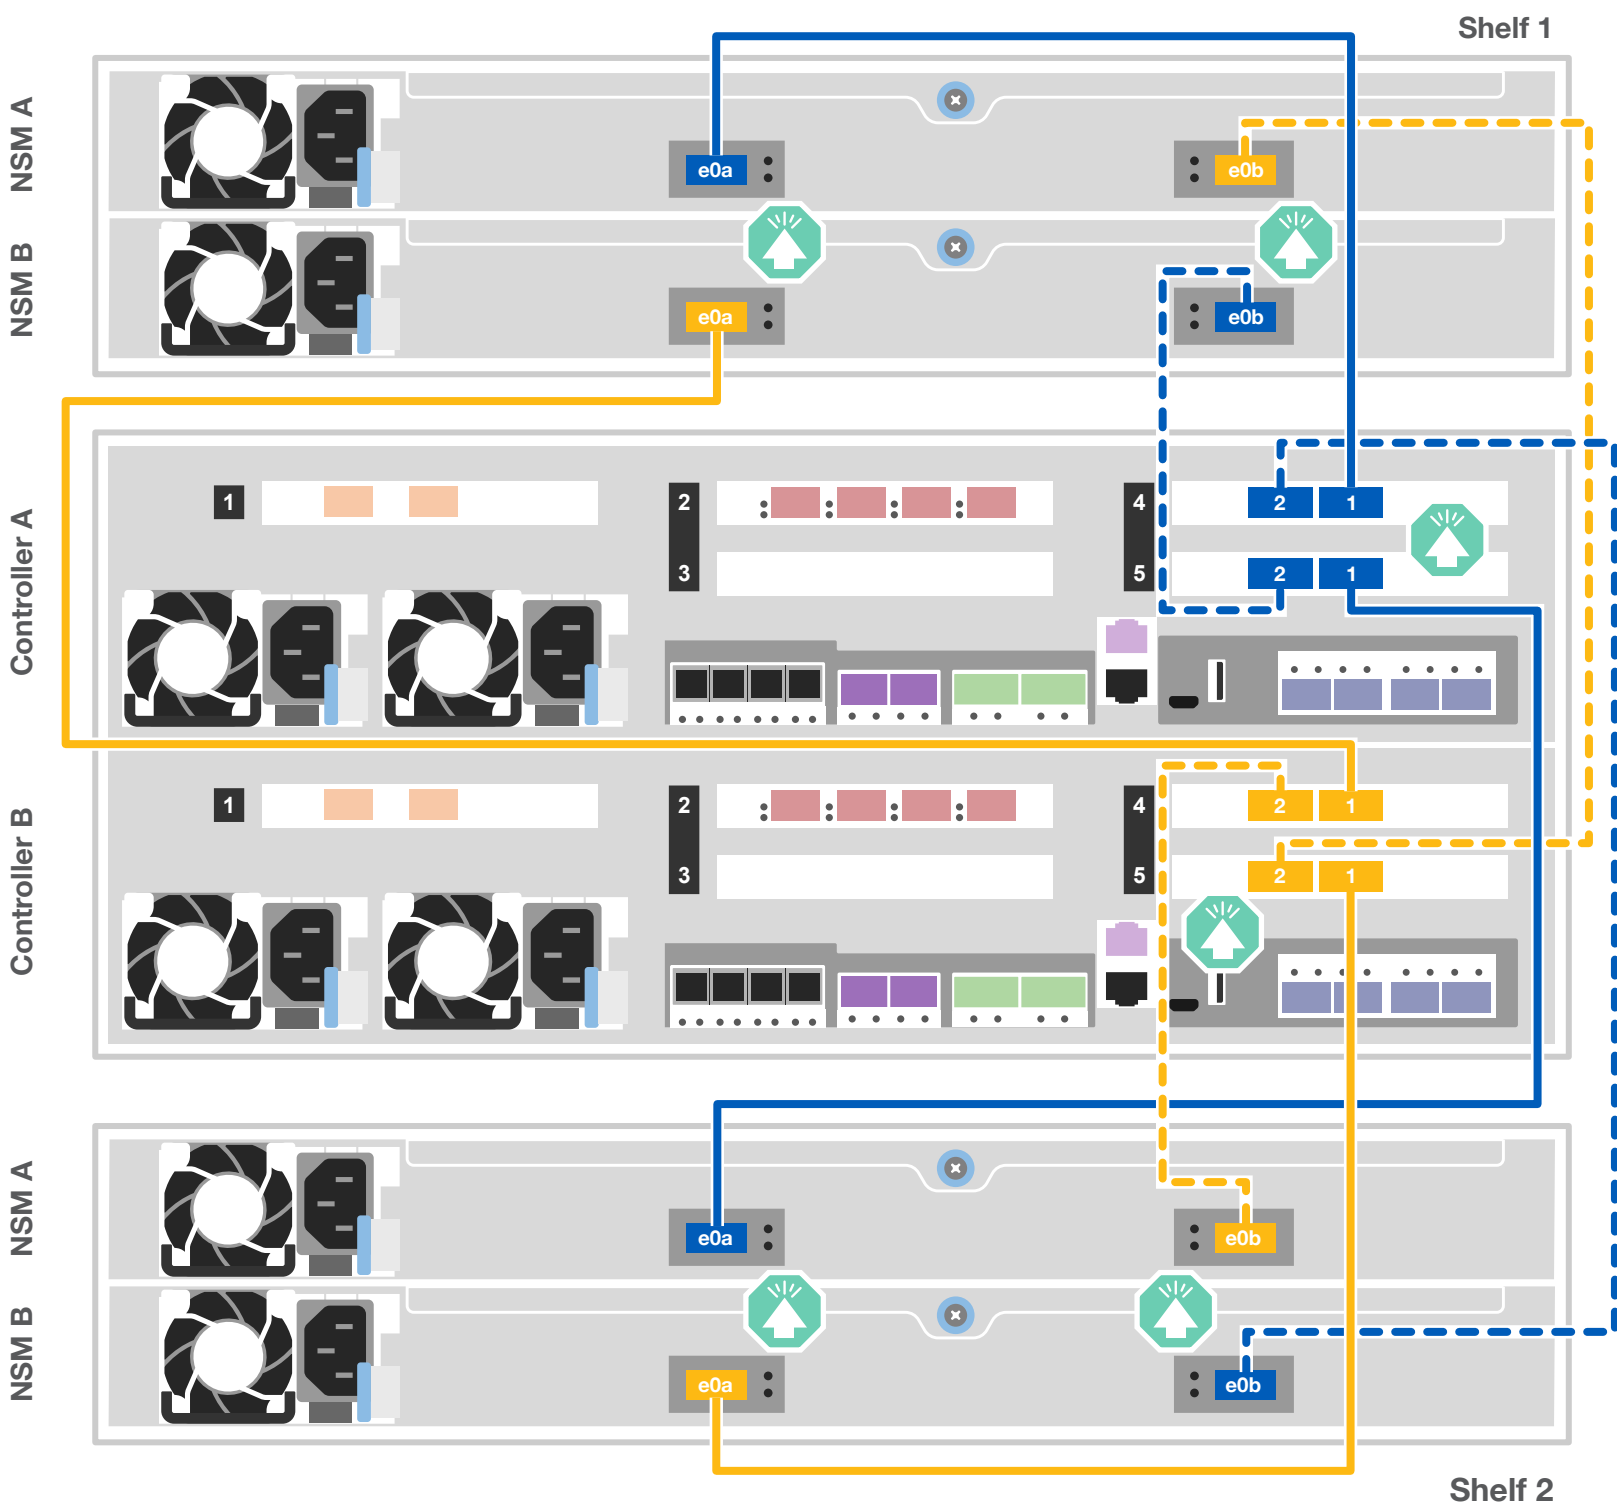 Shelf 1
NSM A
e0a
e0b
NSM B
e0a
e0b
Controller A
1
2
4
2 1
3
5
2 1
Controller B
1
2
4
2 1
3
5
2 1
NSM A
e0a
e0b
NSM B
e0a
e0b
Shelf 2